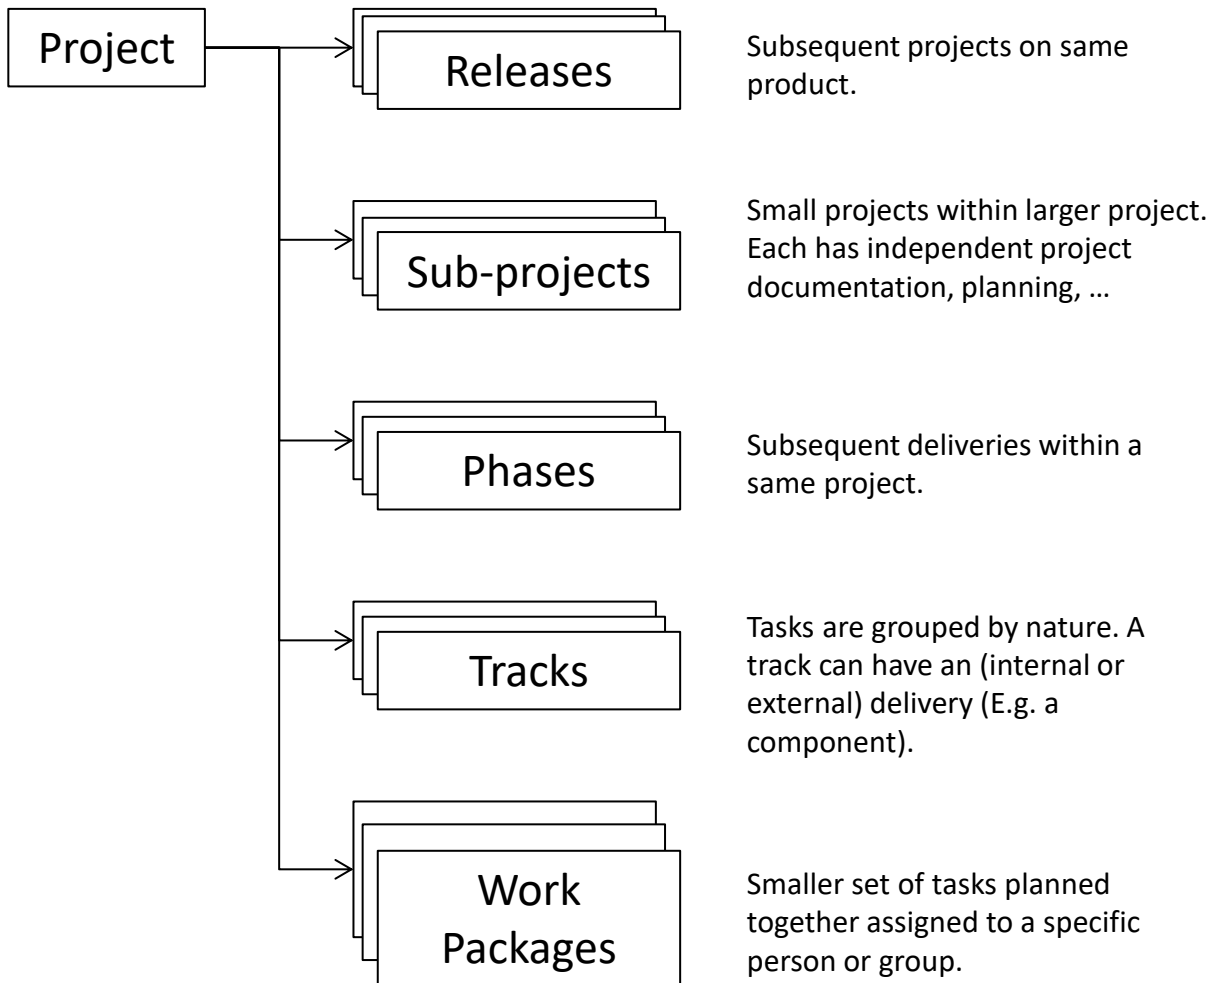 Project
Releases
Subsequent projects on same
product.
Sub-projects
Small projects within larger project.
Each has independent project
documentation, planning, …
Phases
Subsequent deliveries within a
same project.
Tracks
Tasks are grouped by nature. A
track can have an (internal or
external) delivery (E.g. a
component).
Work
Packages
Smaller set of tasks planned
together assigned to a specific
person or group.